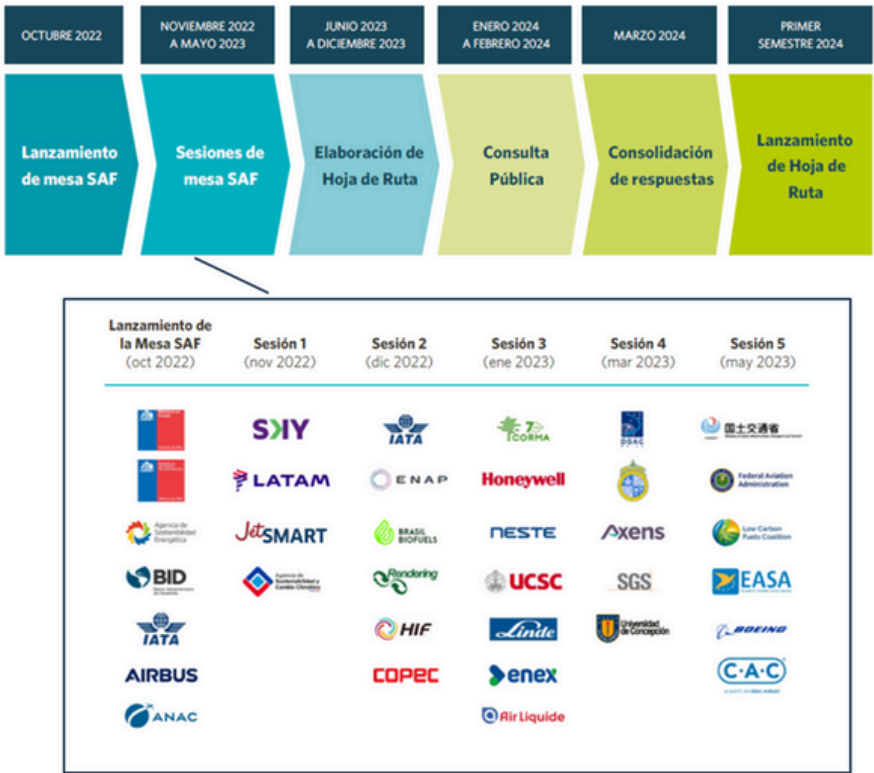 OCTUBRE 2022
NOVIEMBRE 2022
A MAYO 2023
JUNIO 2023
A DICIEMBRE 2023
ENERO 2024
A FEBRERO 2024
MARZO 2024
PRIMER
SEMESTRE 2024
Lanzamiento
de mesa SAF
Sesiones de
mesa SAF
Elaboración de
Hoja de Ruta
Consulta
Pública
Consolidación
de respuestas
Lanzamiento
de Hoja de
Ruta
Lanzamiento de
la Mesa SAF
(oct 2022)
Sesión 1
(nov 2022)
Sesión 2
(dic 2022)
Sesión 3
(ene 2023)
Sesión 4
(mar 2023)
Sesión 5
(may 2023)
Agencia de
Sostenibilidad
Energética
BID
IATA
AIRBUS
ANAC
SKY
LATAM
JetSMART
Agencia de
Sustentabilidad y
Cambio Climático
IATA
ENAP
BRASIL
BIOFUELS
Rendering
HIF
COPEC
CORMA
Honeywell
NESTE
UCSC
Linde
enex
Air Liquide
DGAC
Axens
SGS
Universidad
de Concepción
国土交通省
Federal Aviation
Administration
Low Carbon
Fuels Coalition
EASA
BOEING
C·A·C